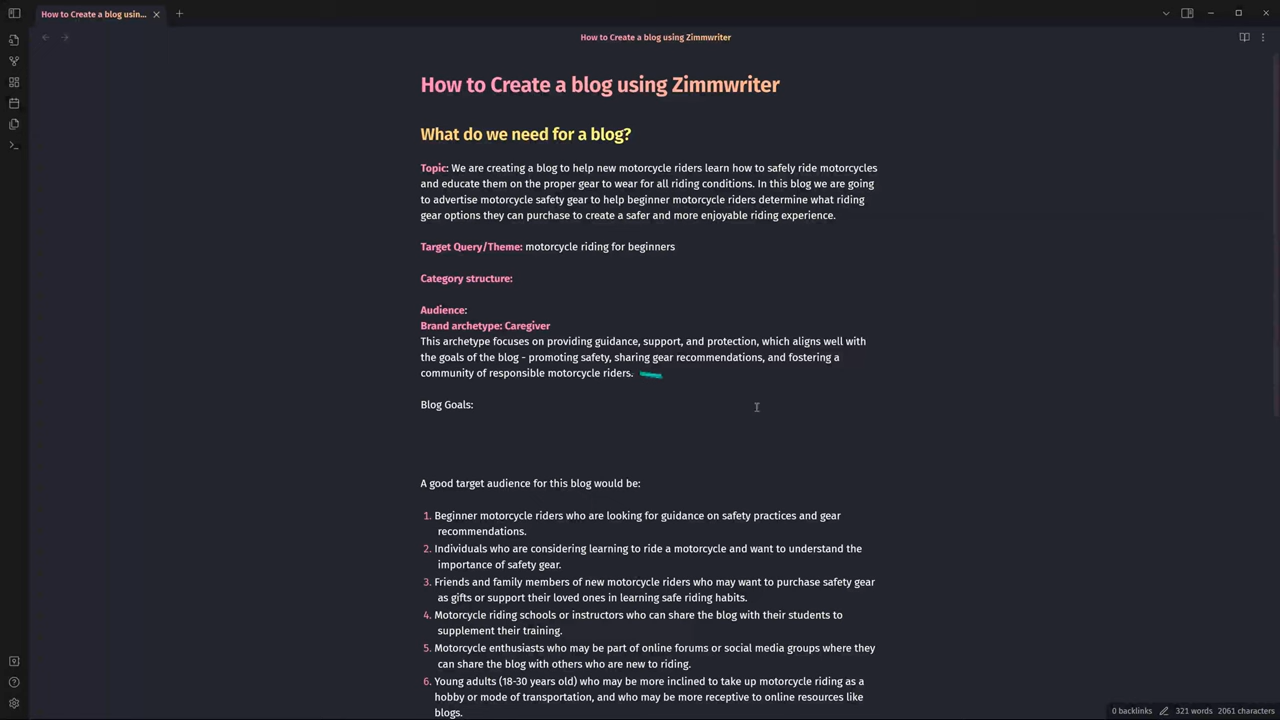 How to Create a blog usin...
How to Create a blog using Zimmwriter
How to Create a blog using Zimmwriter
What do we need for a blog?
Topic: We are creating a blog to help new motorcycle riders learn how to safely ride motorcycles
and educate them on the proper gear to wear for all riding conditions. In this blog we are going
to advertise motorcycle safety gear to help beginner motorcycle riders determine what riding
gear options they can purchase to create a safer and more enjoyable riding experience.
Target Query/Theme: motorcycle riding for beginners
Category structure:
Audience:
Brand archetype: Caregiver
This archetype focuses on providing guidance, support, and protection, which aligns well with
the goals of the blog - promoting safety, sharing gear recommendations, and fostering a
community of responsible motorcycle riders.
Blog Goals:
A good target audience for this blog would be:
1. Beginner motorcycle riders who are looking for guidance on safety practices and gear
recommendations.
2. Individuals who are considering learning to ride a motorcycle and want to understand the
importance of safety gear.
3. Friends and family members of new motorcycle riders who may want to purchase safety gear
as gifts or support their loved ones in learning safe riding habits.
4. Motorcycle riding schools or instructors who can share the blog with their students to
supplement their training.
5. Motorcycle enthusiasts who may be part of online forums or social media groups where they
can share the blog with others who are new to riding.
6. Young adults (18-30 years old) who may be more inclined to take up motorcycle riding as a
hobby or mode of transportation, and who may be more receptive to online resources like
blogs.
0 backlinks 321 words 2061 characters